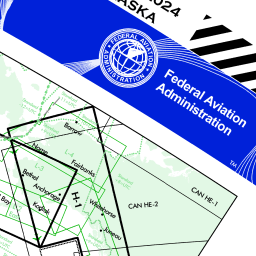 2024
ASKA
FEDERAL AVIATION
ADMINISTRATION
Federal Aviation
Administration
TM
Barrow
Nome
Fairbanks
Bethel
Anchorage
Kodiak
Whitehorse
Juneau
H-1
CAN HE-2
CAN HE-1
Bay